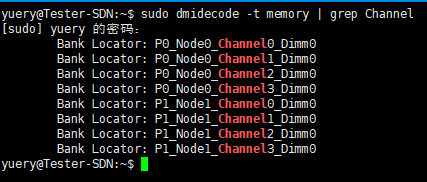 yuery@Tester-SDN:~$ sudo dmidecode -t memory | grep Channel
[sudo] yuery 的密码：
Bank Locator: P0_Node0_Channel0_Dimm0
Bank Locator: P0_Node0_Channel1_Dimm0
Bank Locator: P0_Node0_Channel2_Dimm0
Bank Locator: P0_Node0_Channel3_Dimm0
Bank Locator: P1_Node1_Channel0_Dimm0
Bank Locator: P1_Node1_Channel1_Dimm0
Bank Locator: P1_Node1_Channel2_Dimm0
Bank Locator: P1_Node1_Channel3_Dimm0
yuery@Tester-SDN:~$